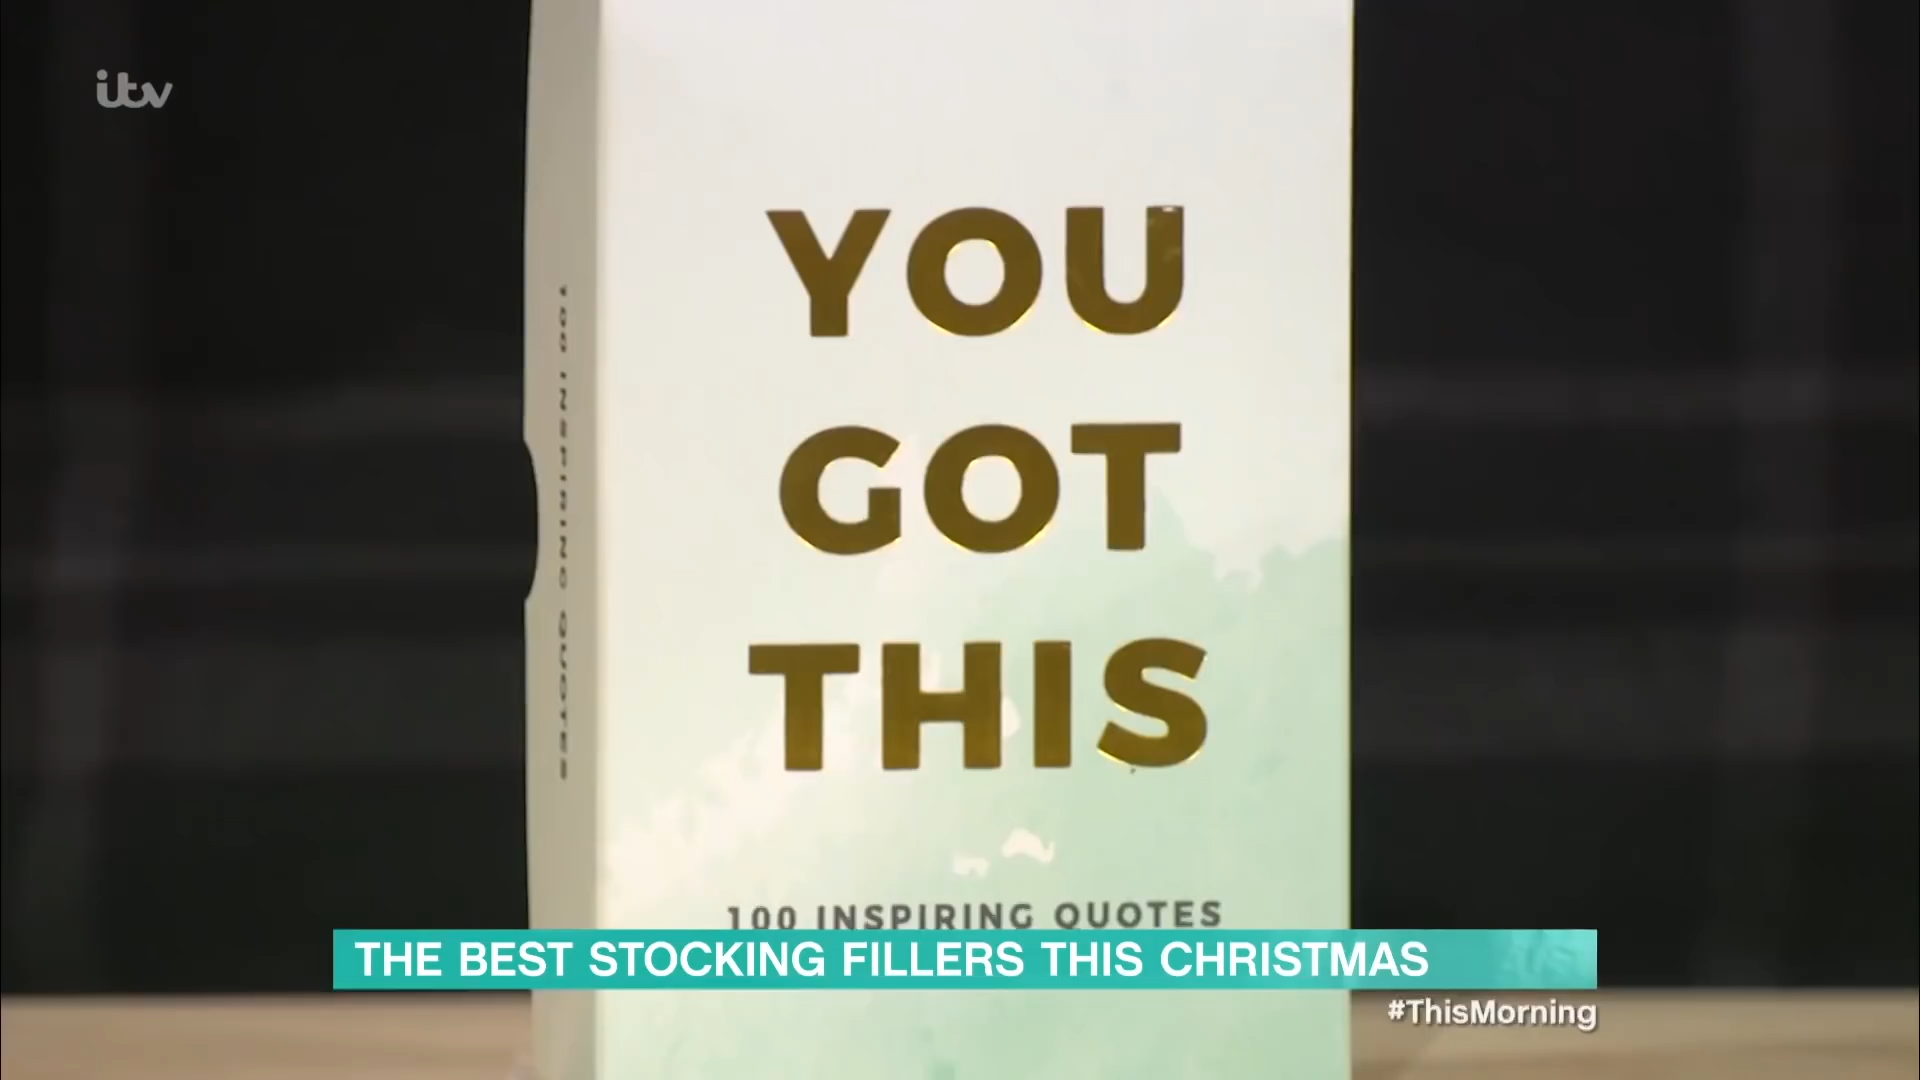 itv
YOU
GOT
THIS
100 INSPIRING QUOTES
100 INSPIRING QUOTES
THE BEST STOCKING FILLERS THIS CHRISTMAS
#ThisMorning